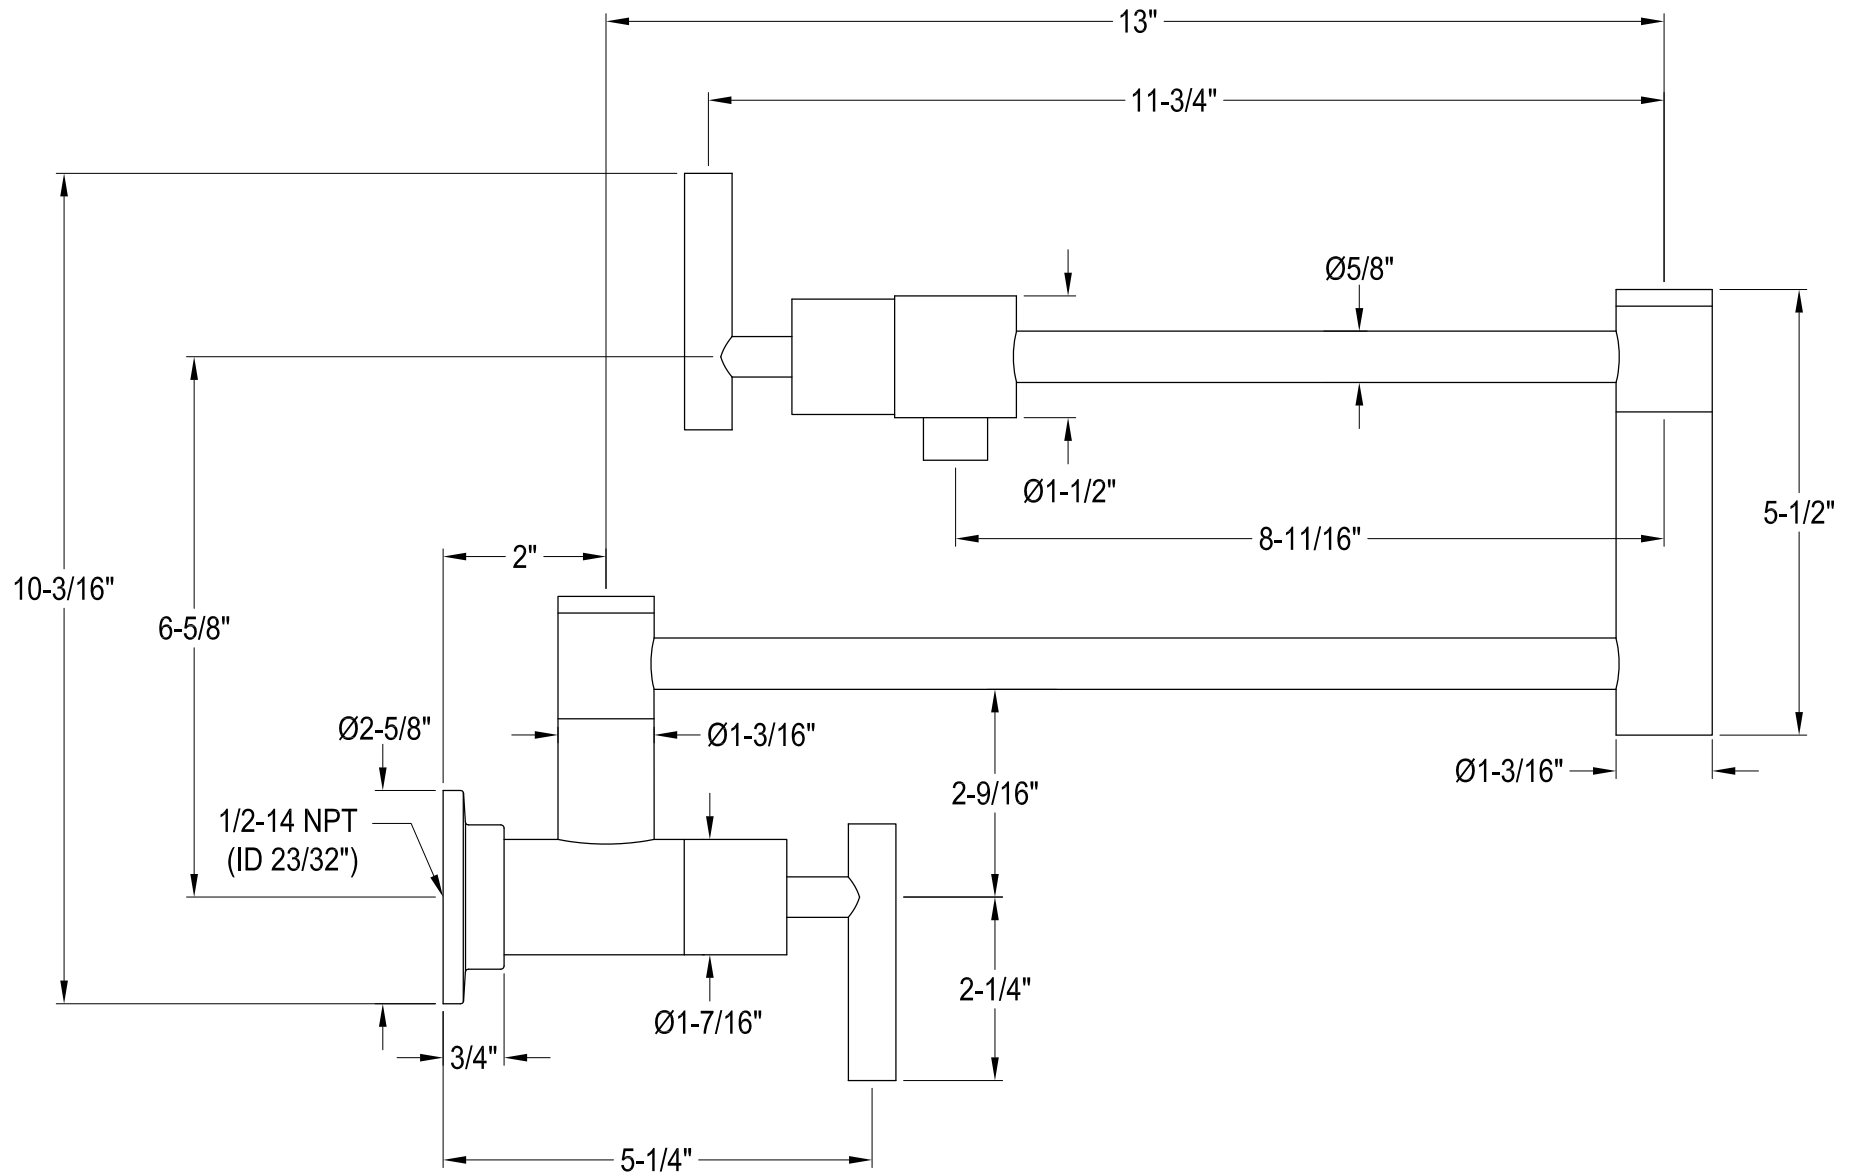 13"
11-3/4"
Ø5/8"
Ø1-1/2"
5-1/2"
8-11/16"
2"
10-3/16"
6-5/8"
Ø2-5/8"
Ø1-3/16"
Ø1-3/16"
2-9/16"
1/2-14 NPT
(ID 23/32")
2-1/4"
Ø1-7/16"
3/4"
5-1/4"